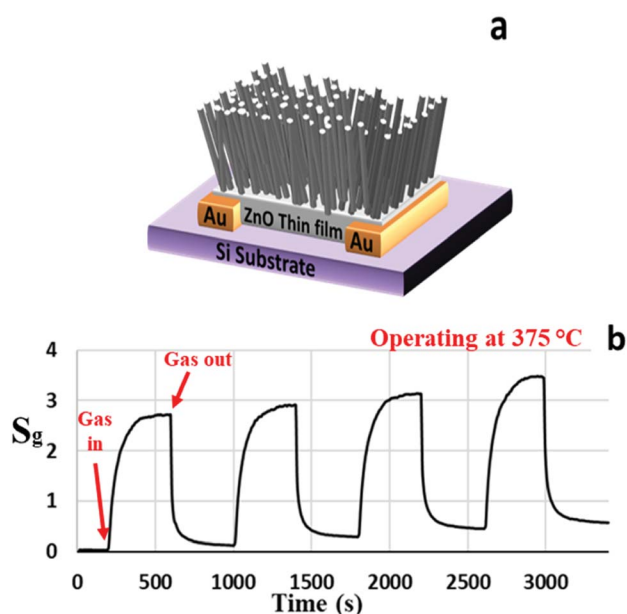 a
Au
ZnO Thin film
Au
Si Substrate
b
Operating at 375 °C
4
Gas out
3
Gas
in
Sg
2
1
0
0 500 1000 1500 2000 2500 3000
Time (s)